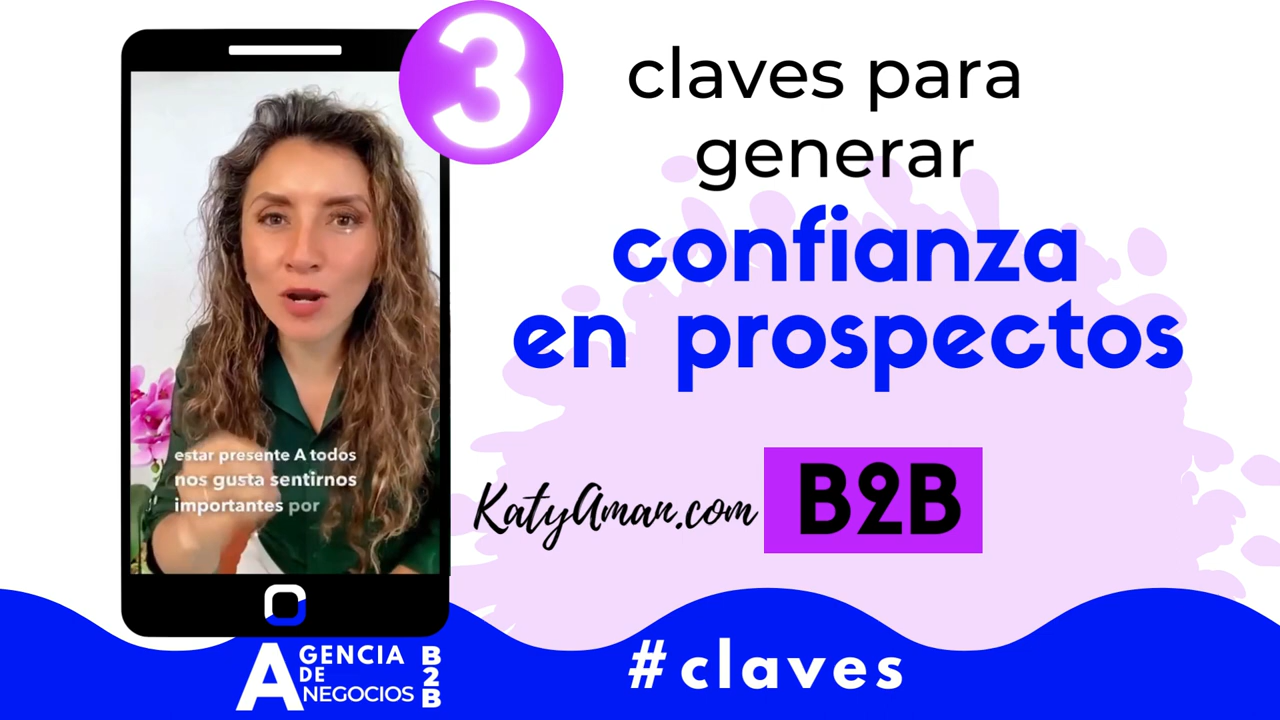 3
claves para
generar
confianza
en prospectos
estar presente A todos
nos gusta sentirnos
importantes por
KatyAman.com
B2B
AGENCIA
DE
NEGOCIOS
B2B
#claves